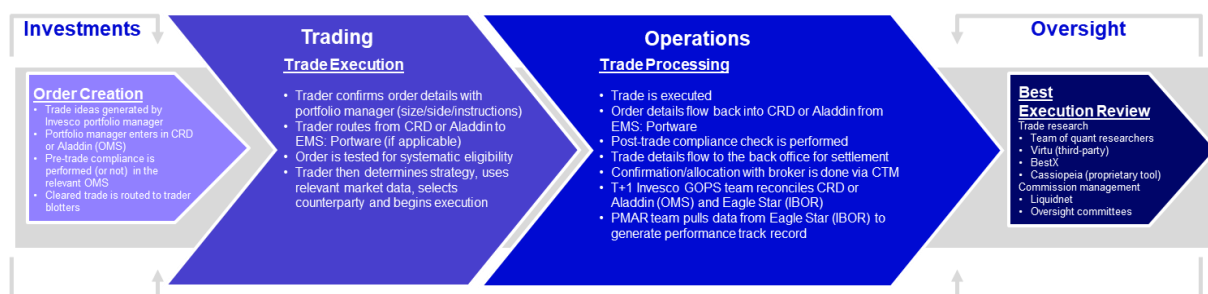 Investments
Order Creation
• Trade ideas generated by
Invesco portfolio manager
• Portfolio manager enters in CRD
or Aladdin (OMS)
• Pre-trade compliance is
performed (or not) in the
relevant OMS
• Cleared trade is routed to trader
blotters
Trading
Trade Execution
• Trader confirms order details with
portfolio manager (size/side/instructions)
• Trader routes from CRD or Aladdin to
EMS: Portware (if applicable)
• Order is tested for systematic eligibility
• Trader then determines strategy, uses
relevant market data, selects
counterparty and begins execution
Operations
Trade Processing
• Trade is executed
• Order details flow back into CRD or Aladdin from
EMS: Portware
• Post-trade compliance check is performed
• Trade details flow to the back office for settlement
• Confirmation/allocation with broker is done via CTM
• T+1 Invesco GOPS team reconciles CRD or
Aladdin (OMS) and Eagle Star (IBOR)
• PMAR team pulls data from Eagle Star (IBOR) to
generate performance track record
Oversight
Best
Execution Review
Trade research
• Team of quant researchers
• Virtu (third-party)
• BestX
• Cassiopeia (proprietary tool)
Commission management
• Liquidnet
• Oversight committees